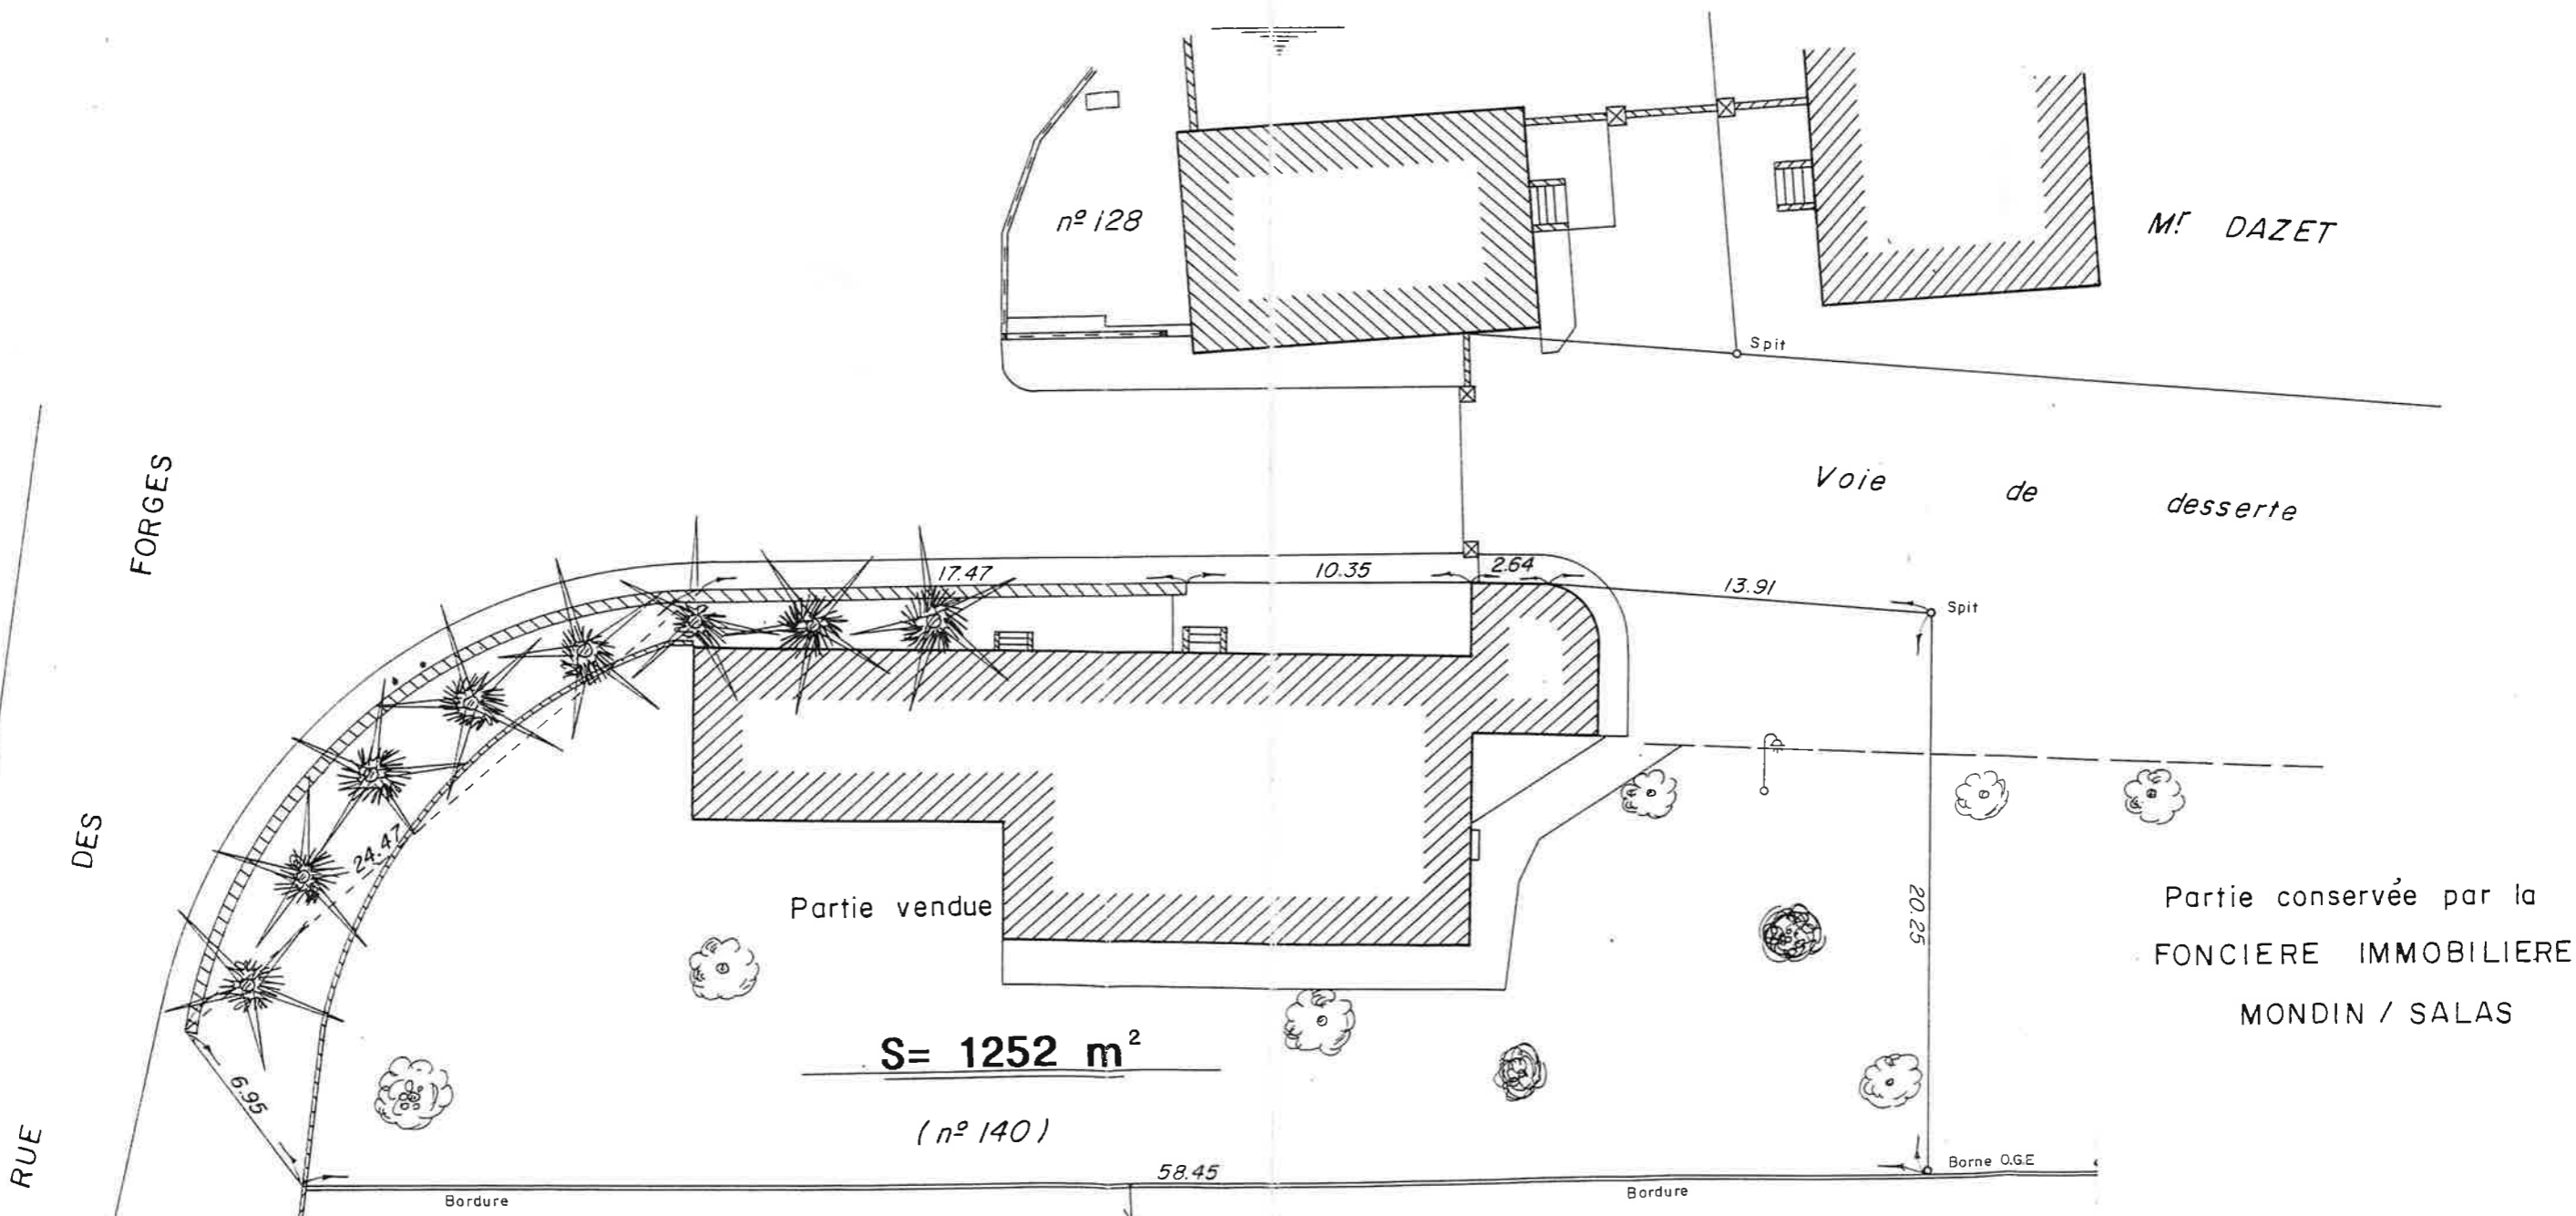 nº 128
Mr DAZET
Spit
FORGES
Voie de desserte
17.47
10.35
2.64
13.91
Spit
DES
24.47
20.25
Partie vendue
Partie conservée par la
FONCIERE IMMOBILIERE
MONDIN / SALAS
S= 1252 m²
6.95
(nº 140)
RUE
58.45
Borne O.G.E
Bordure
Bordure